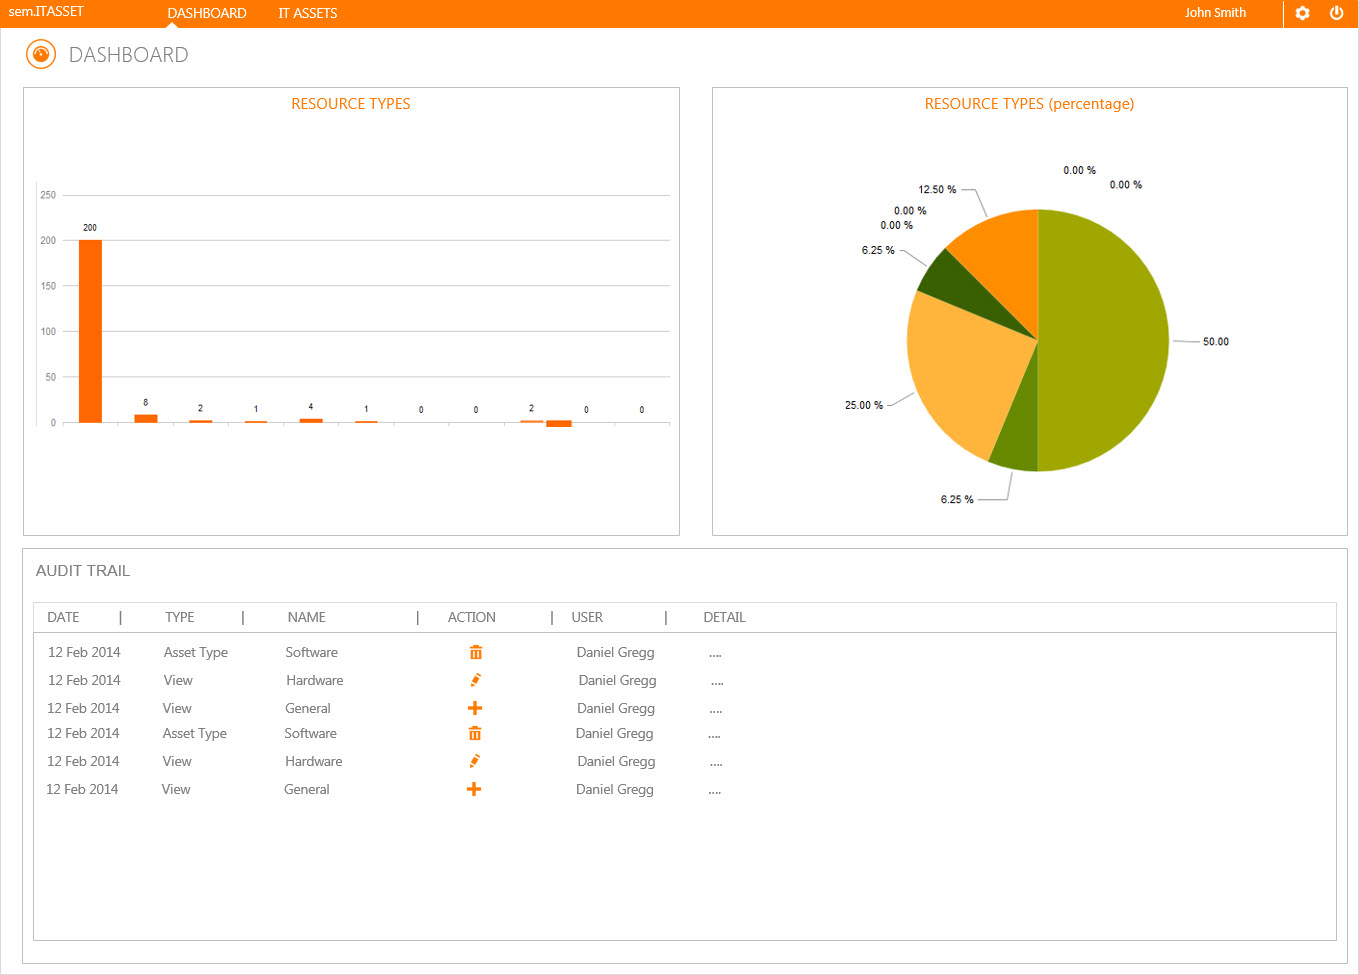 sem.ITASSET DASHBOARD IT ASSETS John Smith
DASHBOARD
RESOURCE TYPES
250
200
200
150
100
50
0
8
2
1
4
1
0
0
2
0
0
RESOURCE TYPES (percentage)
0.00 %
0.00 %
12.50 %
0.00 %
0.00 %
6.25 %
50.00
25.00 %
6.25 %
AUDIT TRAIL
DATE | TYPE | NAME | ACTION | USER | DETAIL
12 Feb 2014 Asset Type Software Daniel Gregg ....
12 Feb 2014 View Hardware Daniel Gregg ....
12 Feb 2014 View General Daniel Gregg ....
12 Feb 2014 Asset Type Software Daniel Gregg ....
12 Feb 2014 View Hardware Daniel Gregg ....
12 Feb 2014 View General Daniel Gregg ....